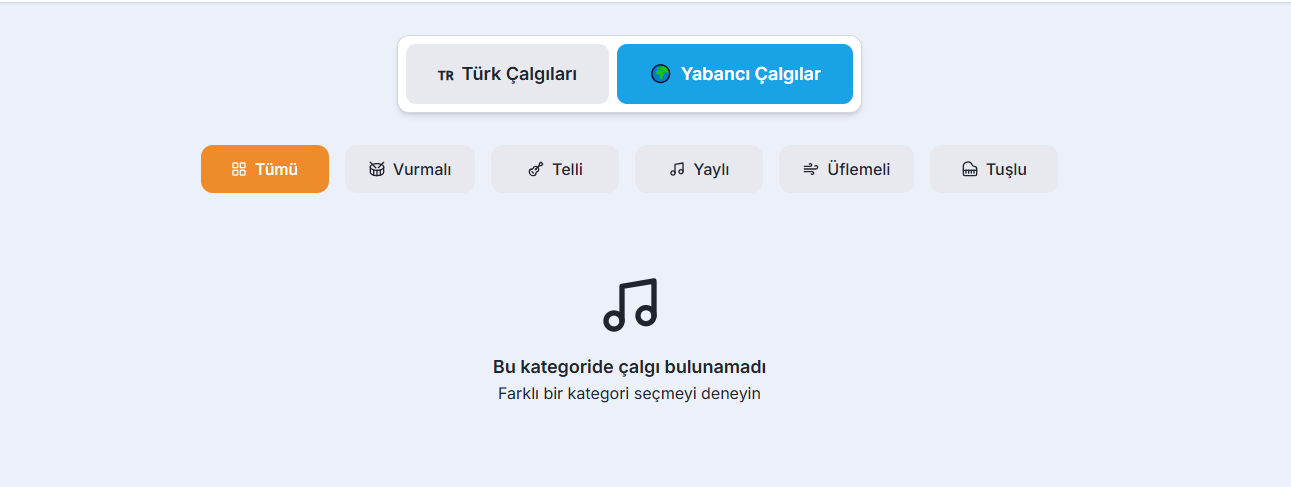 TR Türk Çalgıları Yabancı Çalgılar
Tümü Vurmalı Telli Yaylı Üflemeli Tuşlu
Bu kategoride çalgı bulunamadı
Farklı bir kategori seçmeyi deneyin